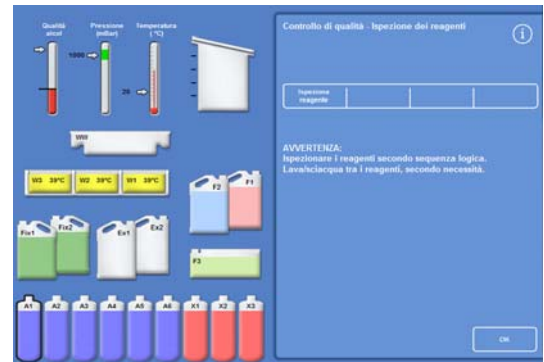 Qualità
alcol
Pressione
(mBar)
Temperatura
(°C)
1000
20
WW
W3 39°C
W2 39°C
W1 39°C
F2
F1
Fix1
Fix2
Ex1
Ex2
F3
A1
A2
A3
A4
A5
A6
X1
X2
X3
Controllo di qualità - Ispezione dei reagenti
i
Ispezione
reagente
AVVERTENZA:
Ispezionare i reagenti secondo sequenza logica.
Lava/sciacqua tra i reagenti, secondo necessità.
OK